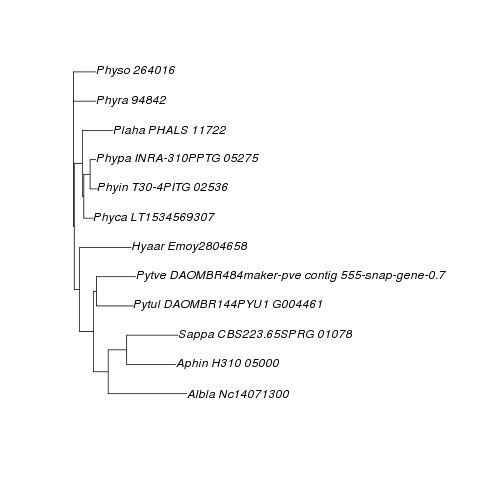 Physo 264016
Phyra 94842
Plaha PHALS 11722
Phypa INRA-310PPTG 05275
Phyin T30-4PITG 02536
Phyca LT1534569307
Hyaar Emoy2804658
Pytve DAOMBR484maker-pve contig 555-snap-gene-0.7
Pytul DAOMBR144PYU1 G004461
Sappa CBS223.65SPRG 01078
Aphin H310 05000
Albla Nc14071300